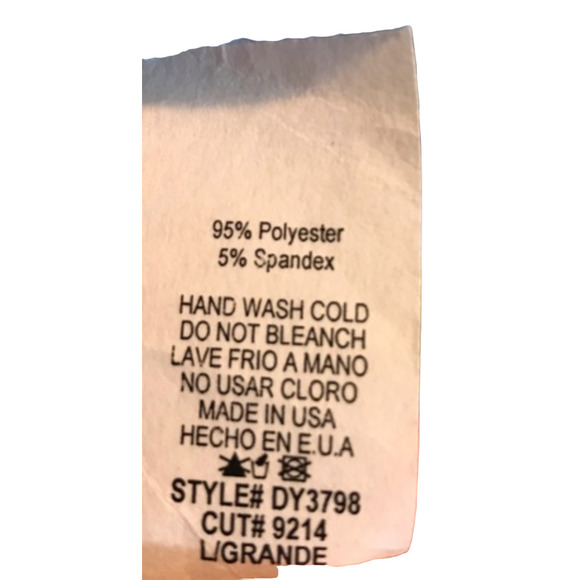 95% Polyester
5% Spandex
HAND WASH COLD
DO NOT BLEANCH
LAVE FRIO A MANO
NO USAR CLORO
MADE IN USA
HECHO EN E.U.A
STYLE# DY3798
CUT# 9214
L/GRANDE